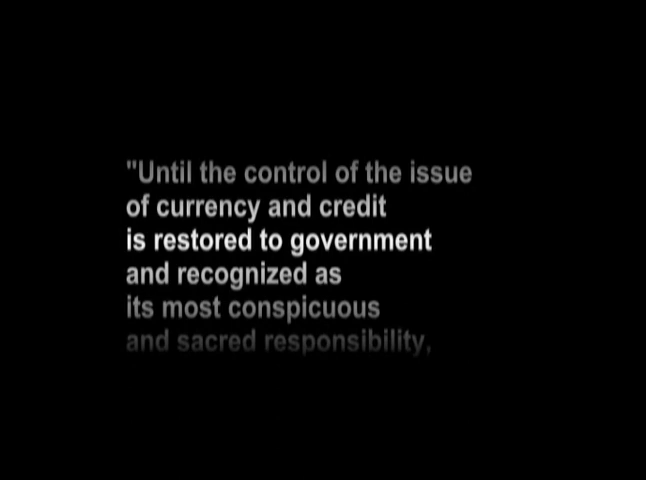 "Until the control of the issue
of currency and credit
is restored to government
and recognized as
its most conspicuous
and sacred responsibility,